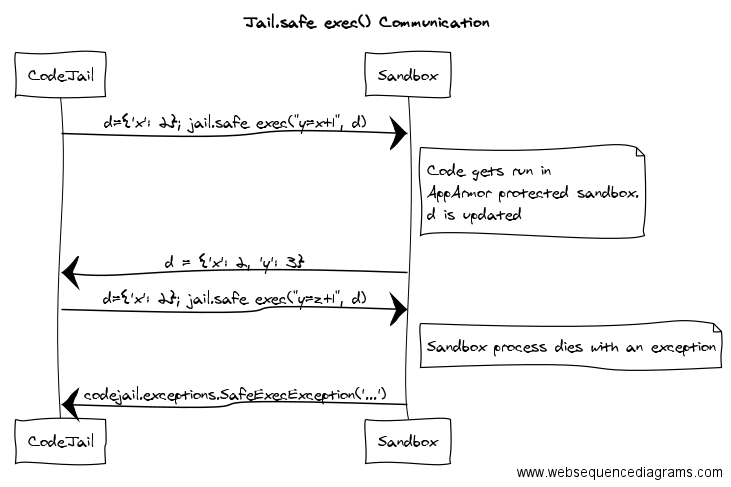 Jail.safe exec() Communication
CodeJail
Sandbox
d={'x': 2}; jail.safe exec("y=x+1", d)
Code gets run in
AppArmor protected sandbox.
d is updated
d = {'x': 2, 'y': 3}
d={'x': 2}; jail.safe exec("y=z+1", d)
Sandbox process dies with an exception
codejail.exceptions.SafeExecException('...')
CodeJail
Sandbox
www.websequencediagrams.com